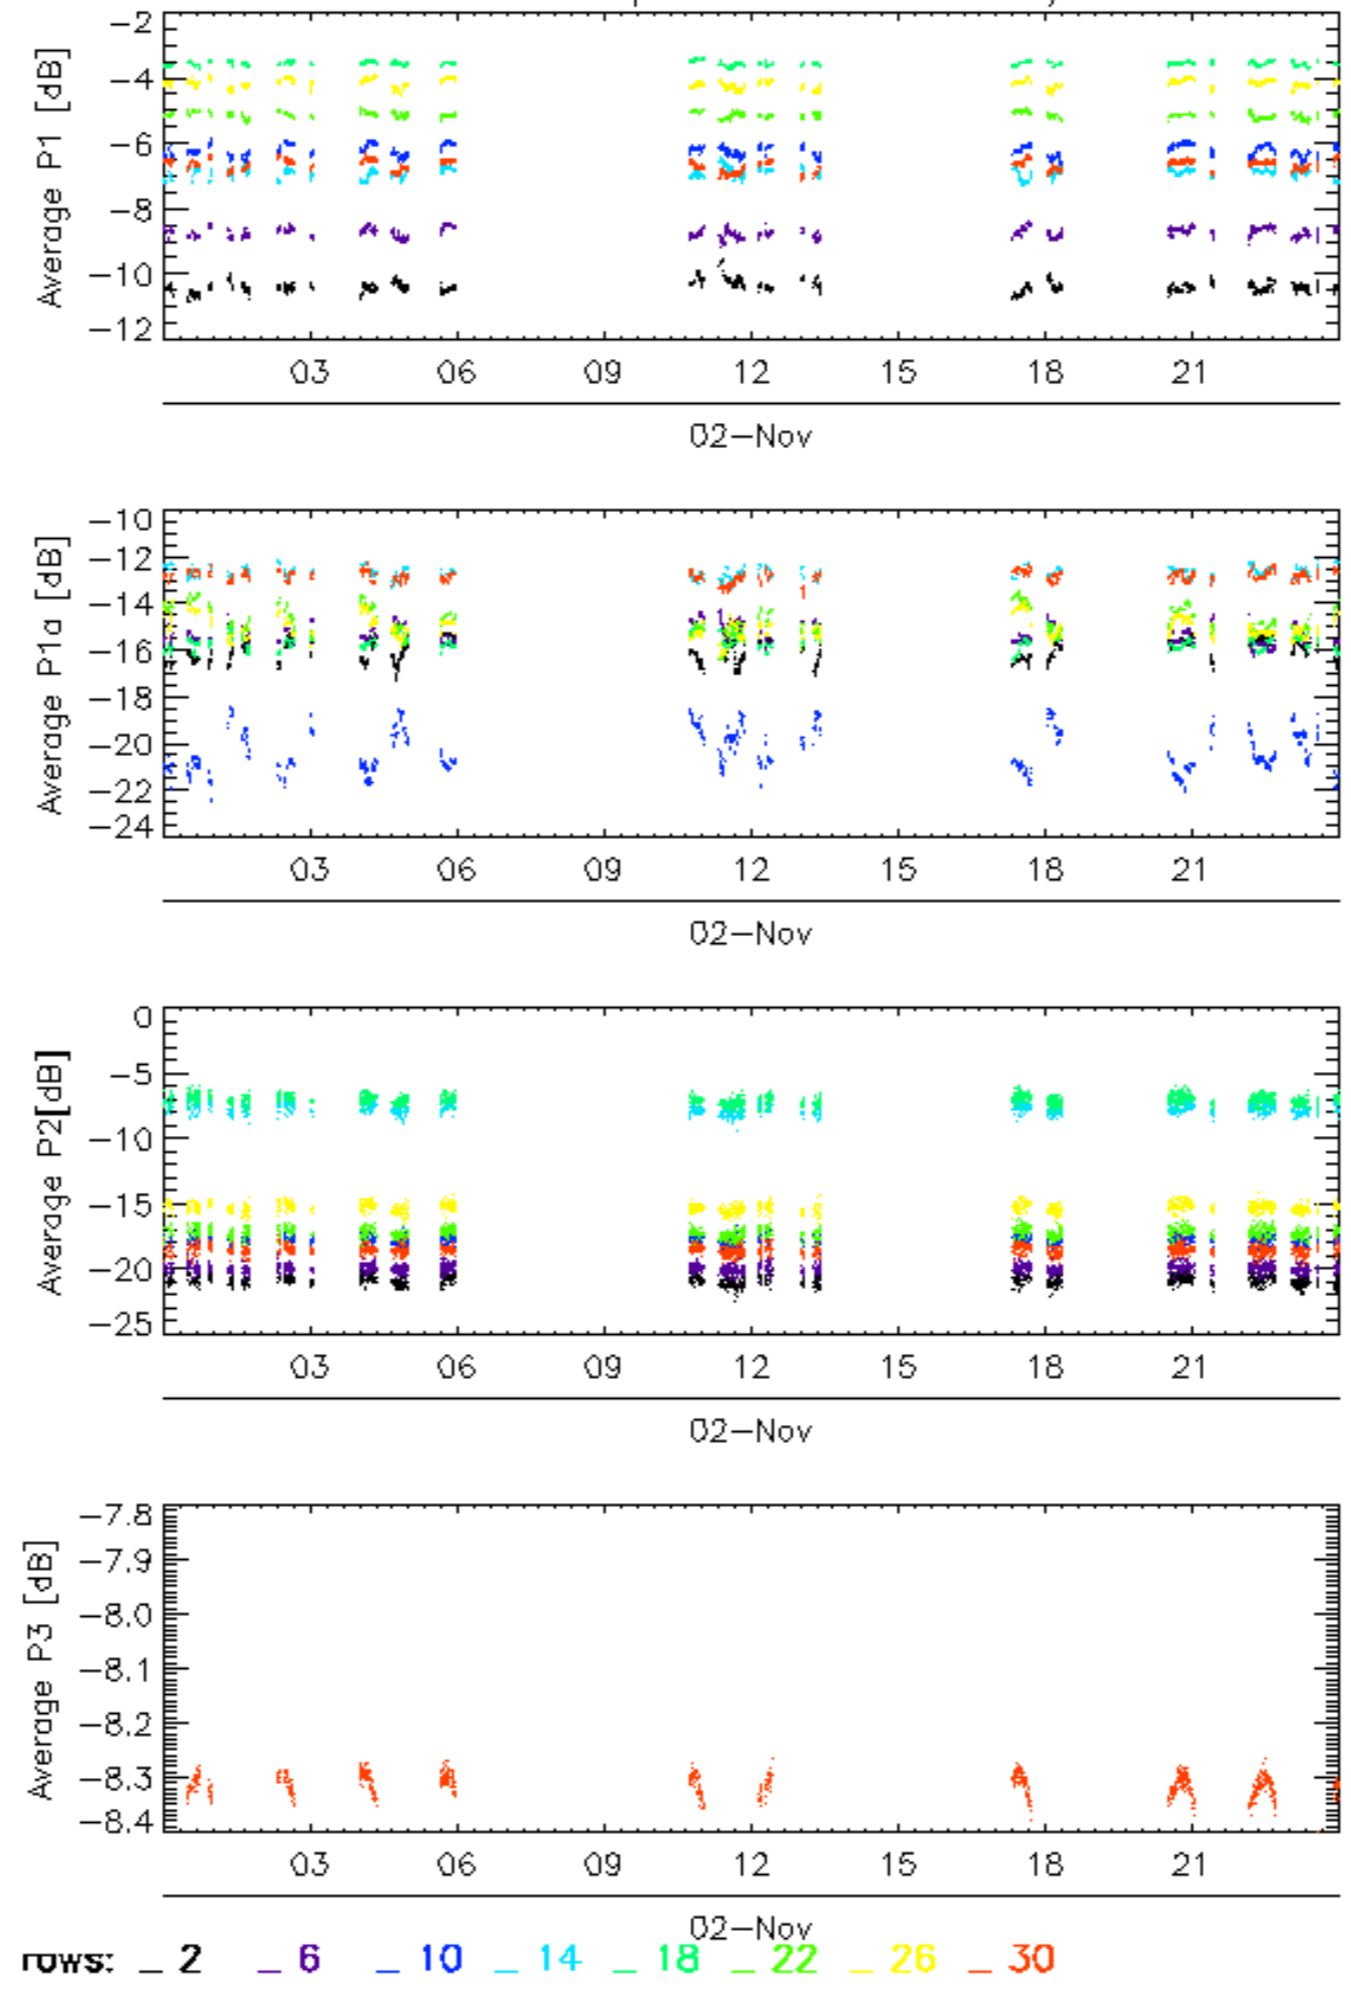 −2
−4
−6
−8
−10
−12
Average P1 [dB]
03 06 09 12 15 18 21
02−Nov
−10
−12
−14
−16
−18
−20
−22
−24
Average P1a [dB]
03 06 09 12 15 18 21
02−Nov
0
−5
−10
−15
−20
−25
Average P2[dB]
03 06 09 12 15 18 21
02−Nov
−7.8
−7.9
−8.0
−8.1
−8.2
−8.3
−8.4
Average P3 [dB]
03 06 09 12 15 18 21
02−Nov
rows: _ 2 _ 6 _ 10 _ 14 _ 18 _ 22 _ 26 _ 30